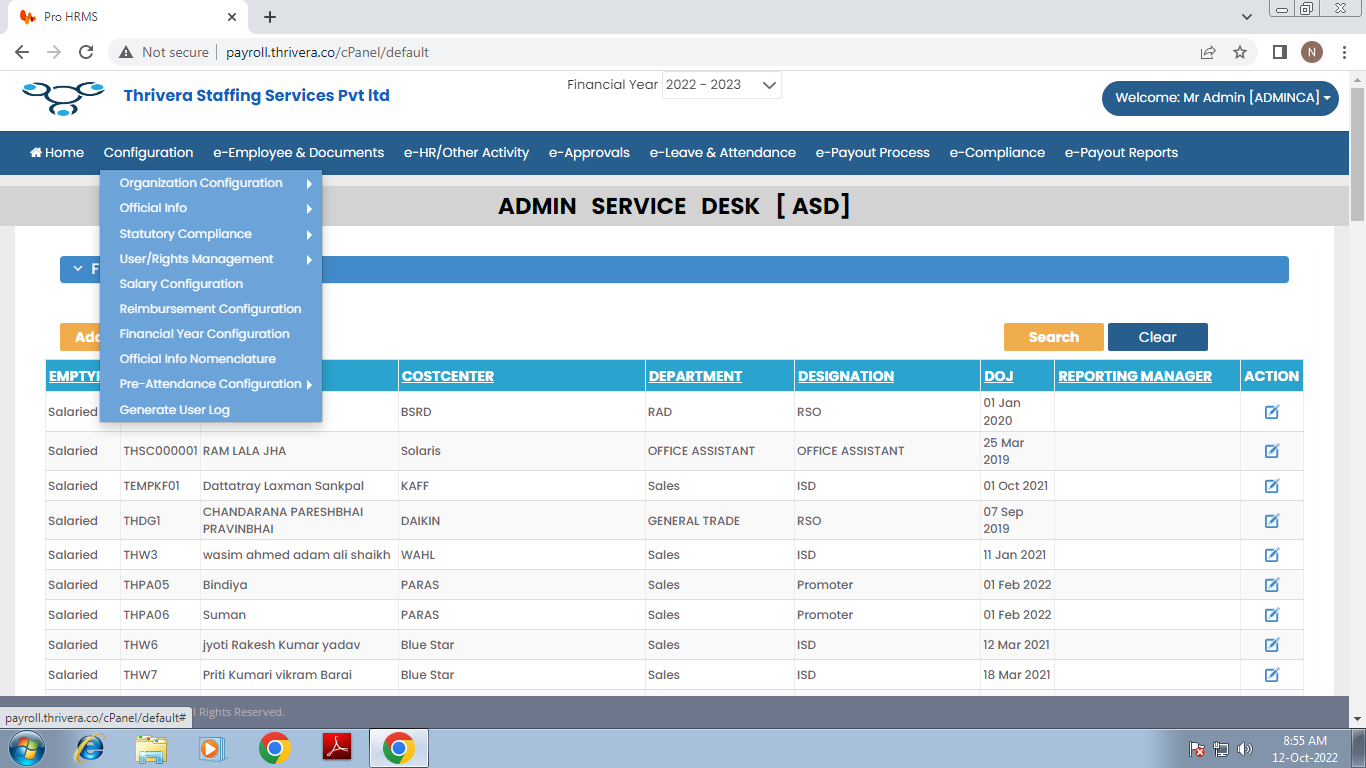 Pro HRMS
Not secure payroll.thrivera.co/cPanel/default N
Thrivera Staffing Services Pvt ltd
Financial Year 2022 - 2023
Welcome: Mr Admin [ADMINCA]
Home Configuration e-Employee & Documents e-HR/Other Activity e-Approvals e-Leave & Attendance e-Payout Process e-Compliance e-Payout Reports
Organization Configuration
Official Info
Statutory Compliance
User/Rights Management
Salary Configuration
Reimbursement Configuration
Financial Year Configuration
Official Info Nomenclature
Pre-Attendance Configuration
Generate User Log
ADMIN SERVICE DESK [ ASD]
Search Clear
COSTCENTER DEPARTMENT DESIGNATION DOJ REPORTING MANAGER ACTION
Salaried BSRD RAD RSO 01 Jan
2020
Salaried THSC000001 RAM LALA JHA Solaris OFFICE ASSISTANT OFFICE ASSISTANT 25 Mar
2019
Salaried TEMPKF01 Dattatray Laxman Sankpal KAFF Sales ISD 01 Oct 2021
Salaried THDG1 CHANDARANA PARESHBHAI
PRAVINBHAI DAIKIN GENERAL TRADE RSO 07 Sep
2019
Salaried THW3 wasim ahmed adam ali shaikh WAHL Sales ISD 11 Jan 2021
Salaried THPA05 Bindiya PARAS Sales Promoter 01 Feb 2022
Salaried THPA06 Suman PARAS Sales Promoter 01 Feb 2022
Salaried THW6 jyoti Rakesh Kumar yadav Blue Star Sales ISD 12 Mar 2021
Salaried THW7 Priti Kumari vikram Barai Blue Star Sales ISD 18 Mar 2021
payroll.thrivera.co/cPanel/default# Rights Reserved.
8:55 AM
12-Oct-2022